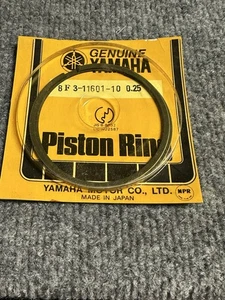 GENUINE
YAMAHA
8F3-11601-10 0.25
Piston Rin
YAMAHA MOTOR CO., LTD.
MADE IN JAPAN
NPR